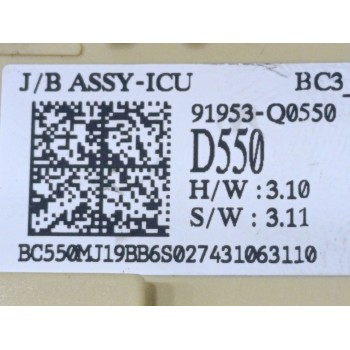 J/B ASSY-ICU BC3_
91953-Q0550
D550
H/W : 3.10
S/W : 3.11
BC550MJ19BB6S027431063110